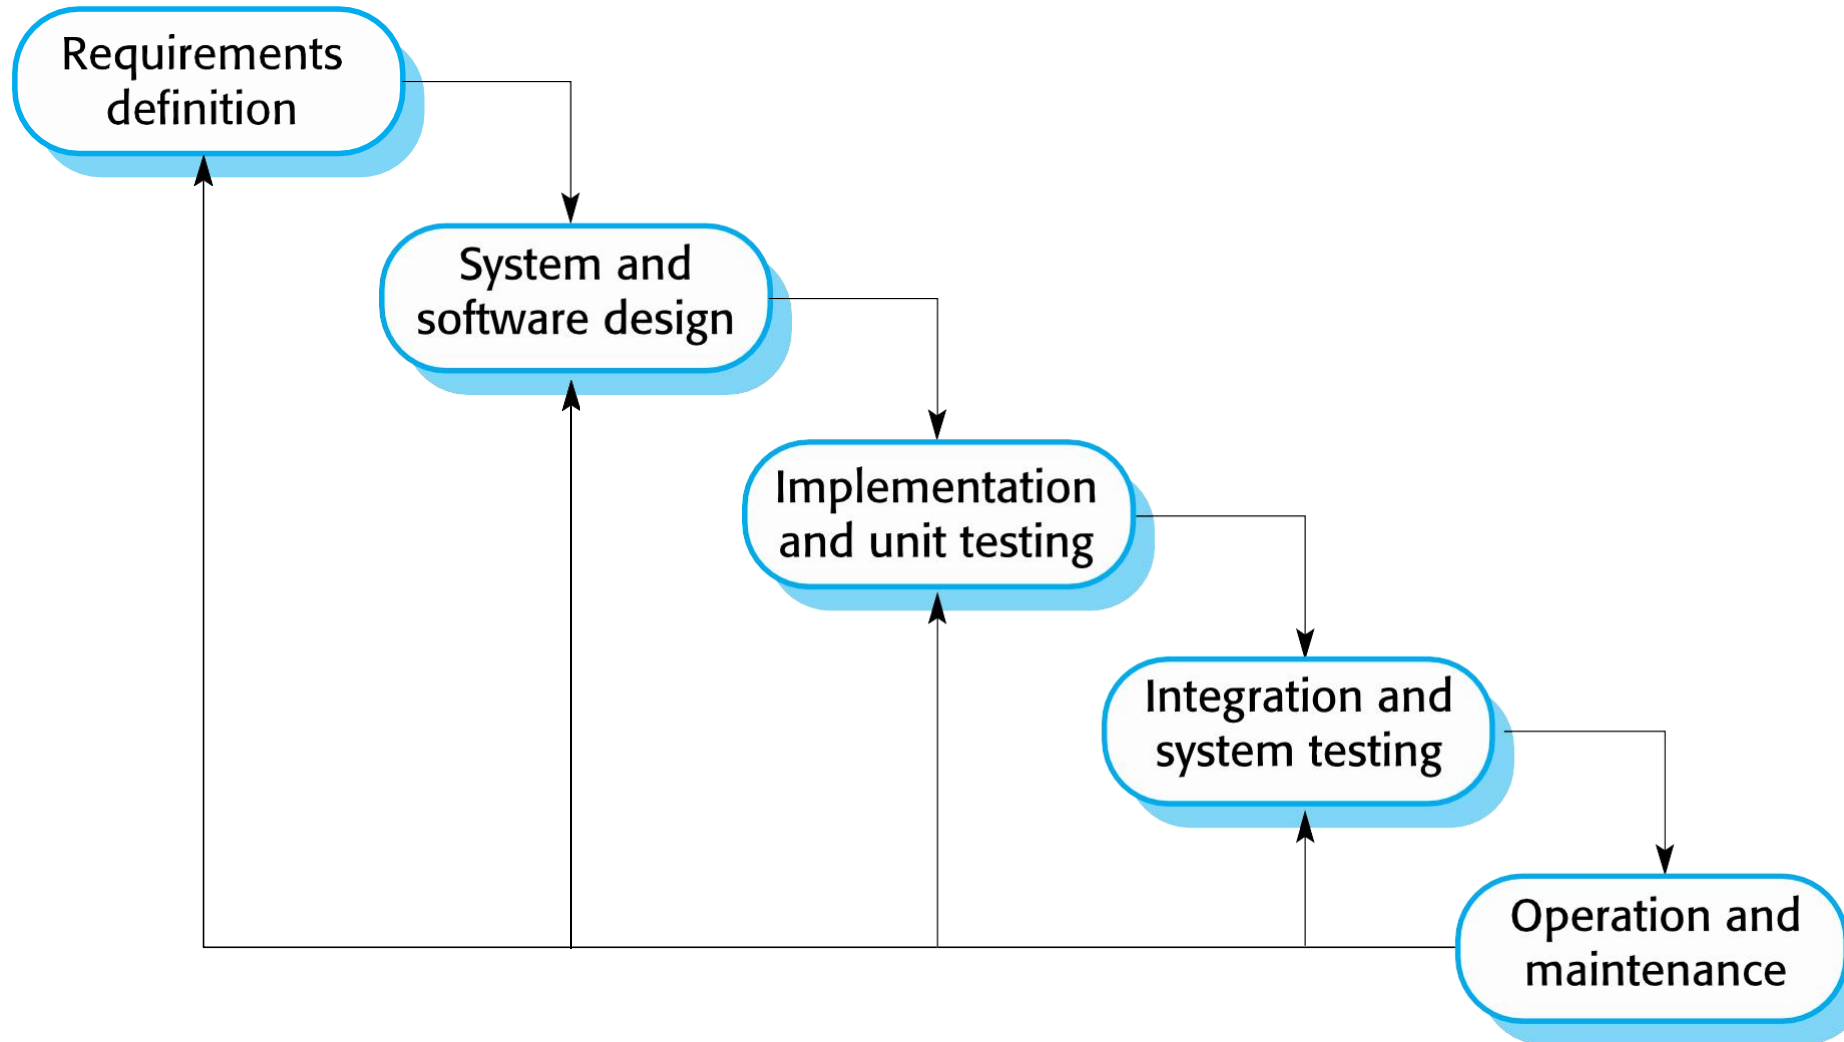 Requirements
definition
System and
software design
Implementation
and unit testing
Integration and
system testing
Operation and
maintenance